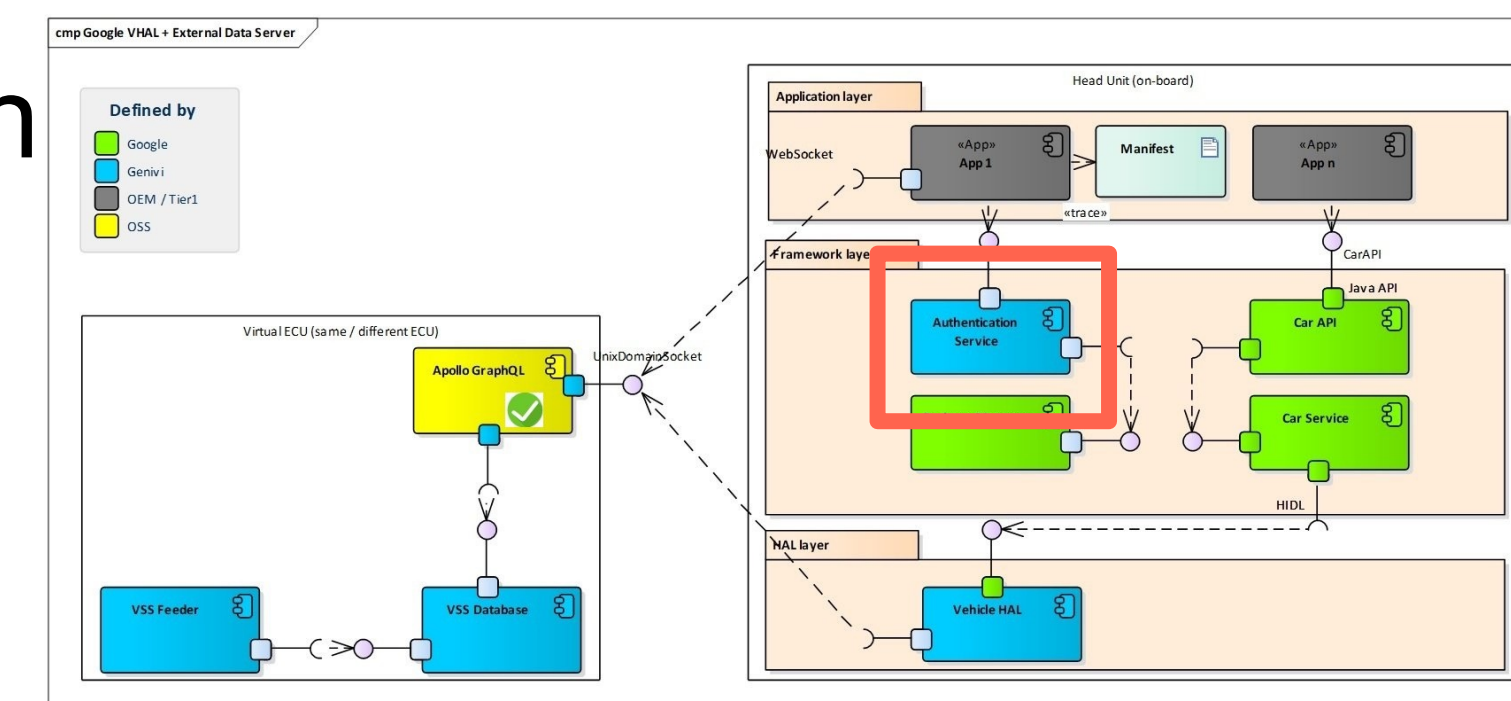 n
cmp Google VHAL + External Data Server
Defined by
Google
Genivi
OEM / Tier1
OSS
Head Unit (on-board)
Application layer
WebSocket
«App»
App 1
Manifest
«App»
App n
«trace»
Framework laye
CarAPI
Java API
Authentication
Service
Car API
Car Service
HIDL
HAL layer
Vehicle HAL
Virtual ECU (same / different ECU)
UnixDomainSocket
Apollo GraphQL
VSS Feeder
VSS Database